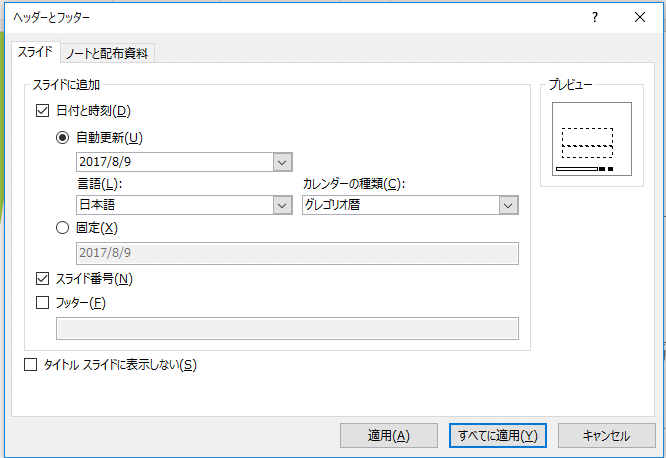 ヘッダーとフッター
スライド ノートと配布資料
スライドに追加
プレビュー
日付と時刻(D)
自動更新(U)
2017/8/9
言語(L): カレンダーの種類(C):
日本語 グレゴリオ暦
固定(X)
2017/8/9
スライド番号(N)
フッター(F)
タイトル スライドに表示しない(S)
適用(A) すべてに適用(Y) キャンセル